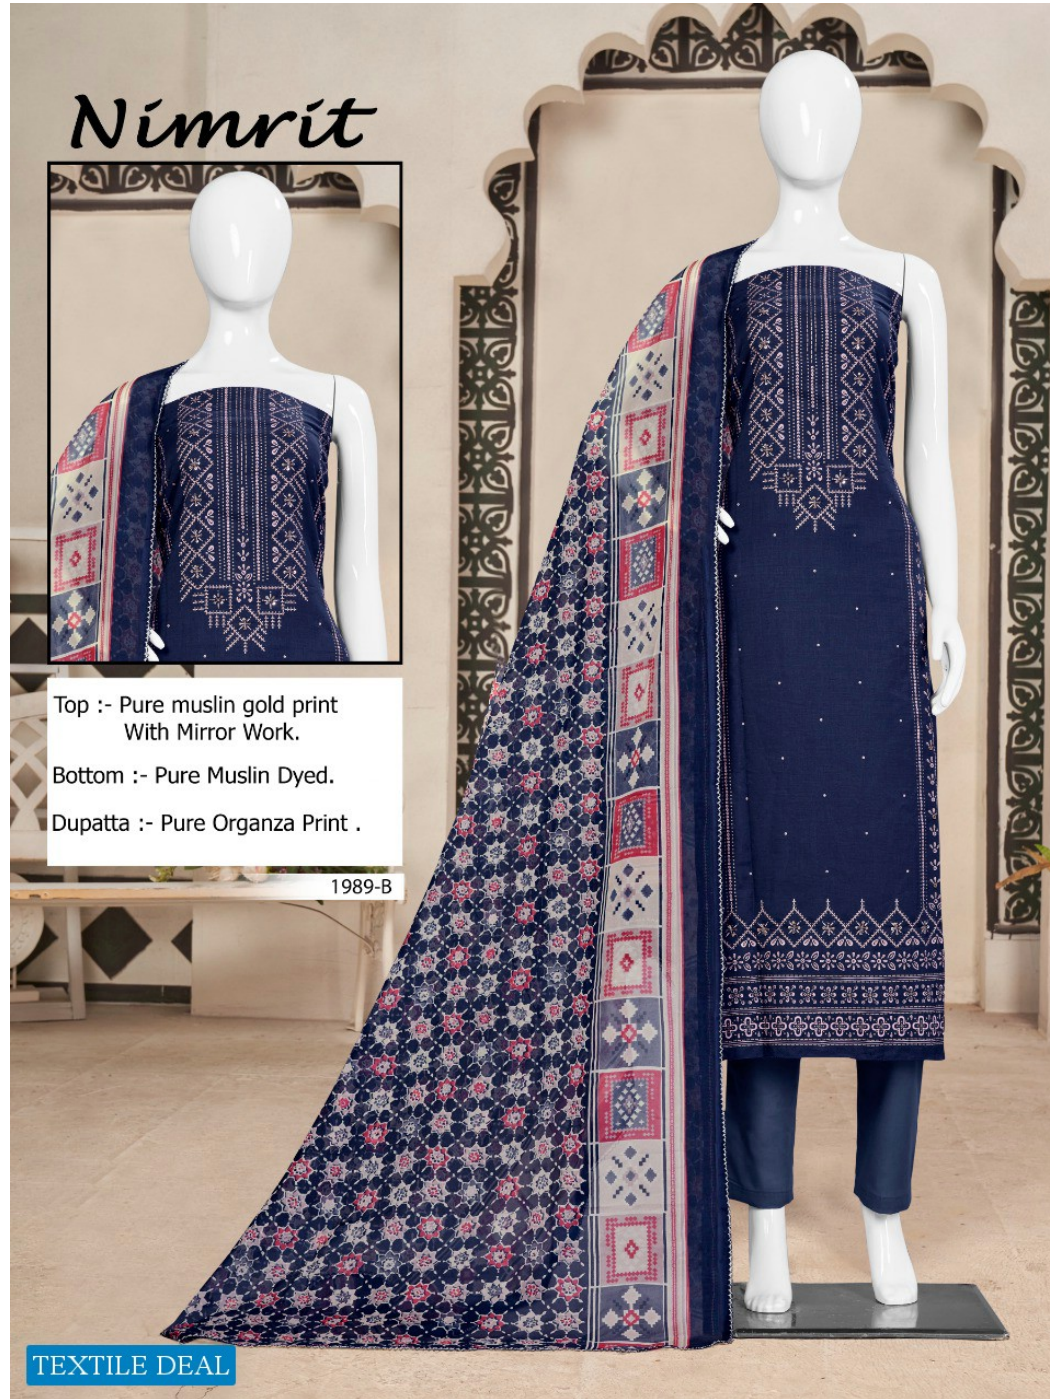 Nimrit
Top :- Pure muslin gold print
With Mirror Work.
Bottom :- Pure Muslin Dyed.
Dupatta :- Pure Organza Print .
1989-B
TEXTILE DEAL